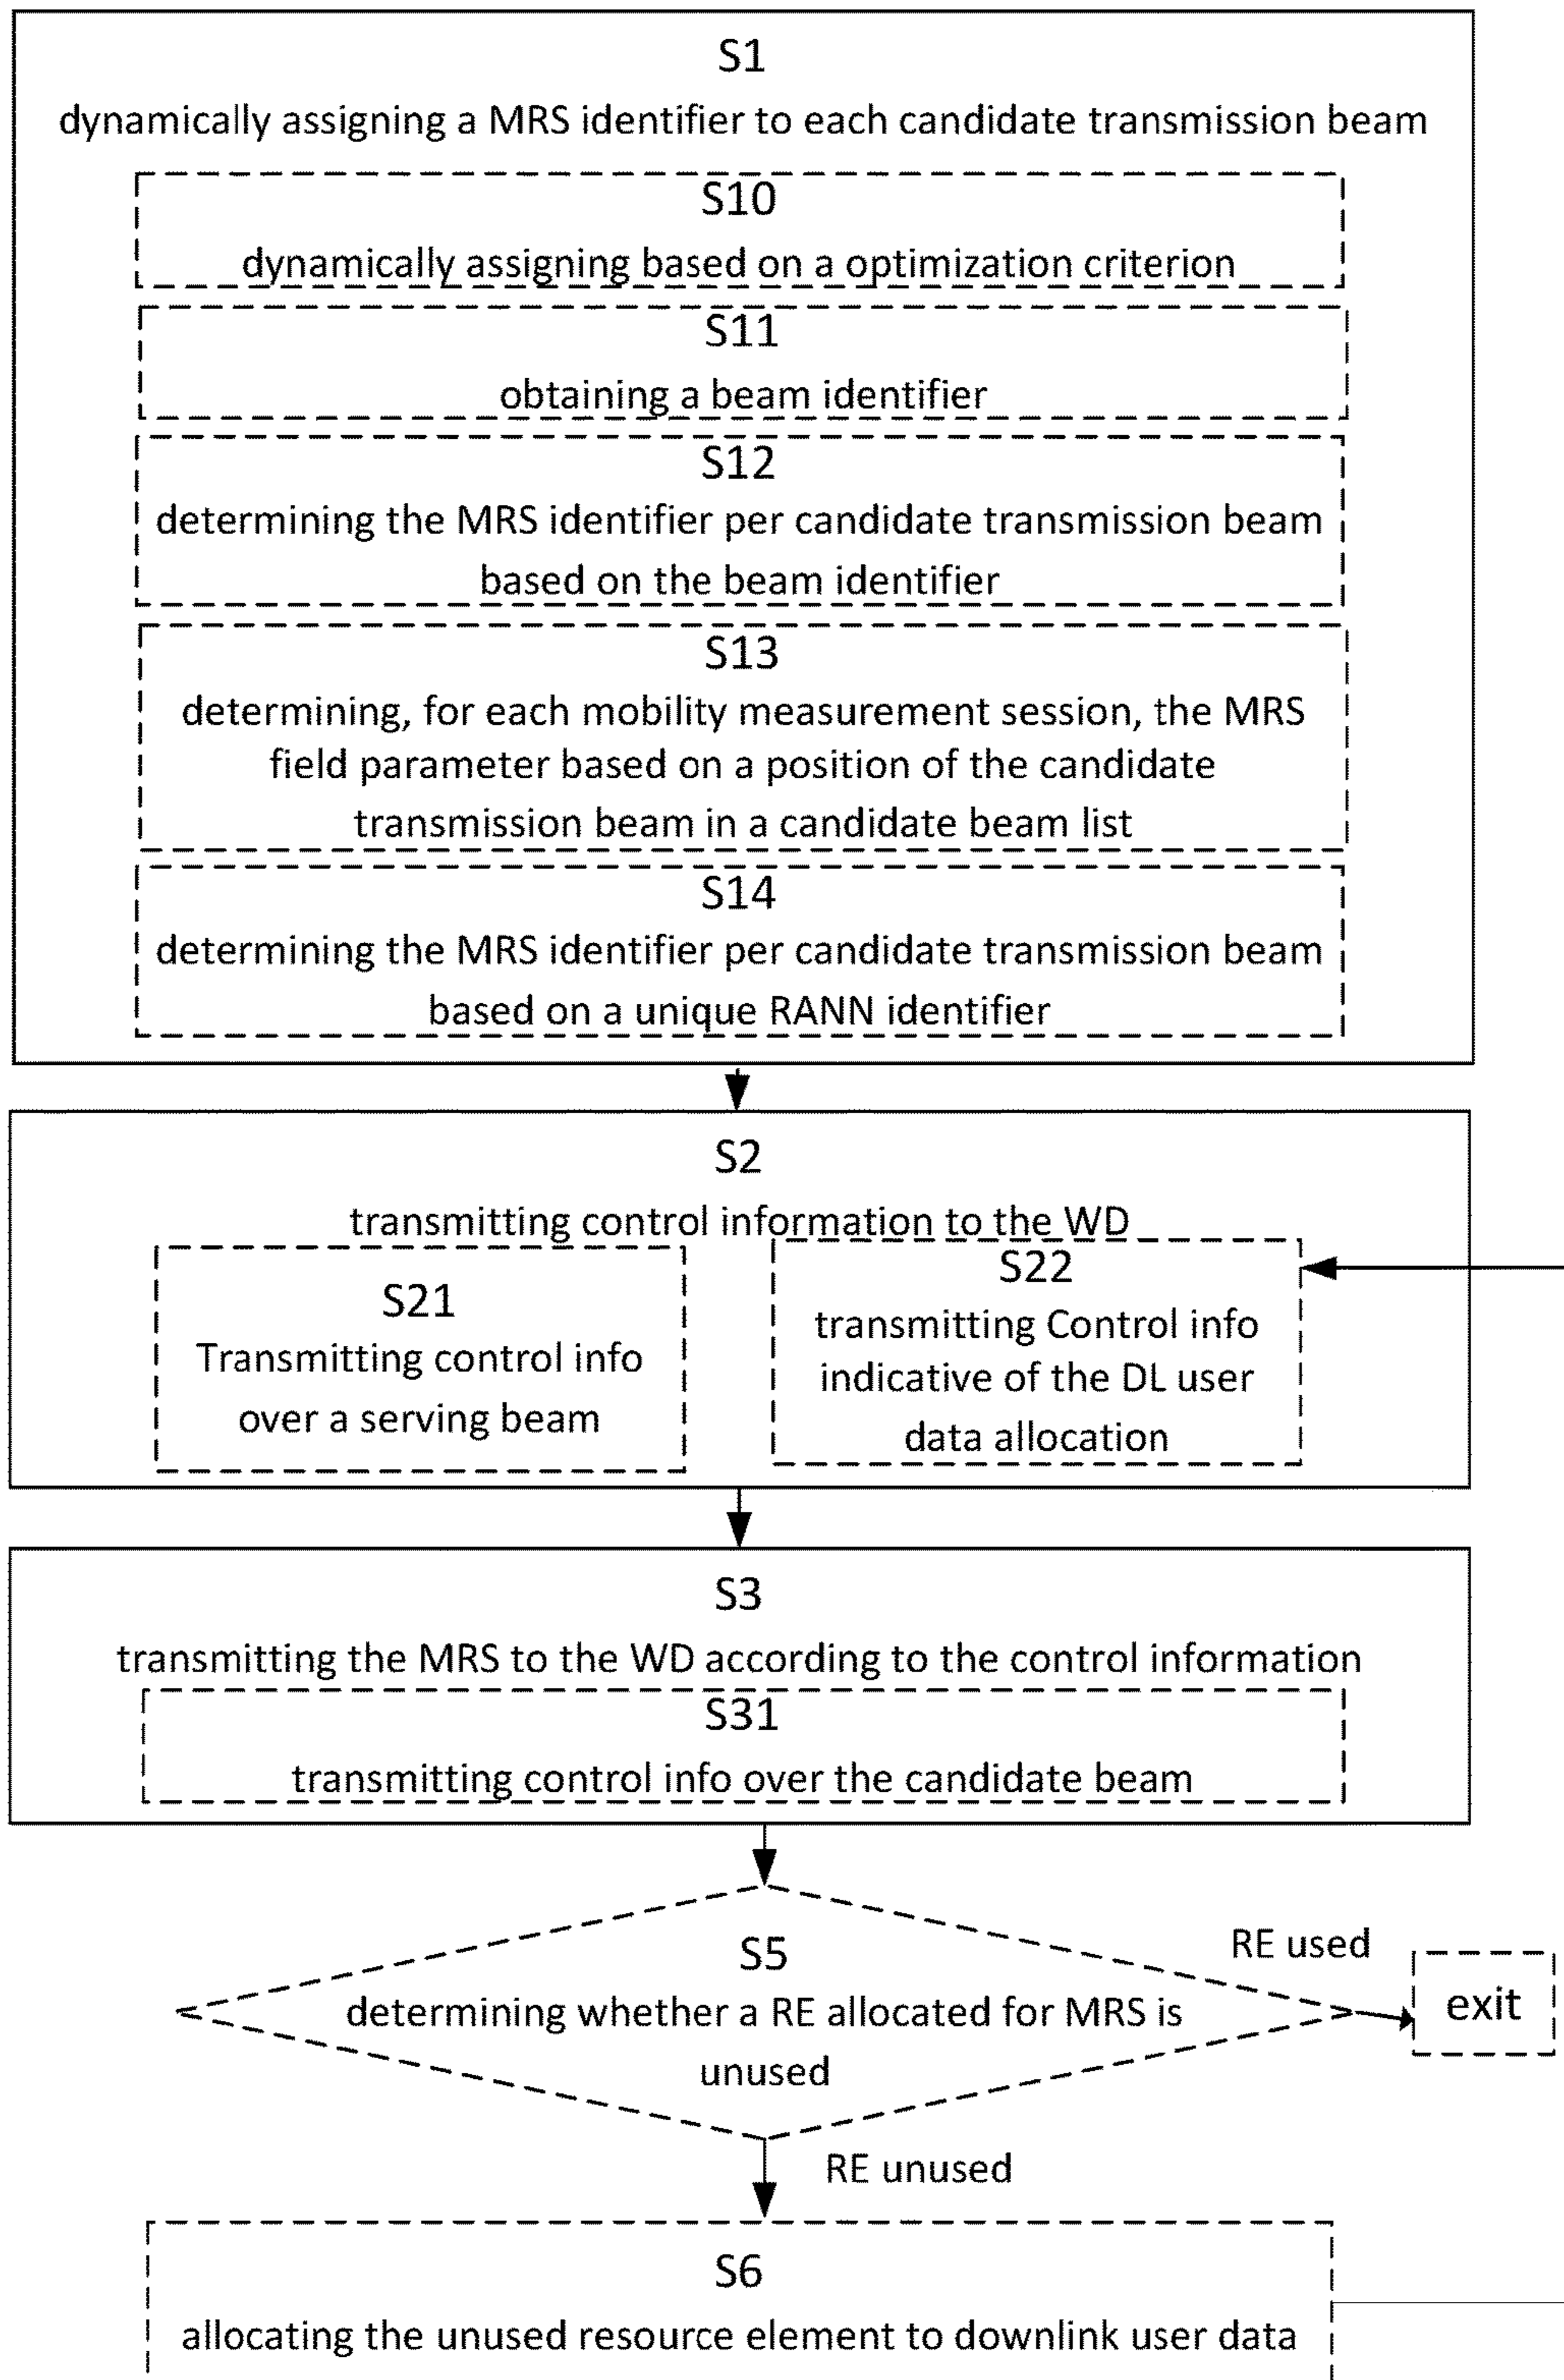 S1
dynamically assigning a MRS identifier to each candidate transmission beam
S10
dynamically assigning based on a optimization criterion
S11
obtaining a beam identifier
S12
determining the MRS identifier per candidate transmission beam
based on the beam identifier
S13
determining, for each mobility measurement session, the MRS
field parameter based on a position of the candidate
transmission beam in a candidate beam list
S14
determining the MRS identifier per candidate transmission beam
based on a unique RANN identifier
S2
transmitting control information to the WD
S21
Transmitting control info
over a serving beam
S22
transmitting Control info
indicative of the DL user
data allocation
S3
transmitting the MRS to the WD according to the control information
S31
transmitting control info over the candidate beam
S5
determining whether a RE allocated for MRS is
unused
RE used
exit
RE unused
S6
allocating the unused resource element to downlink user data